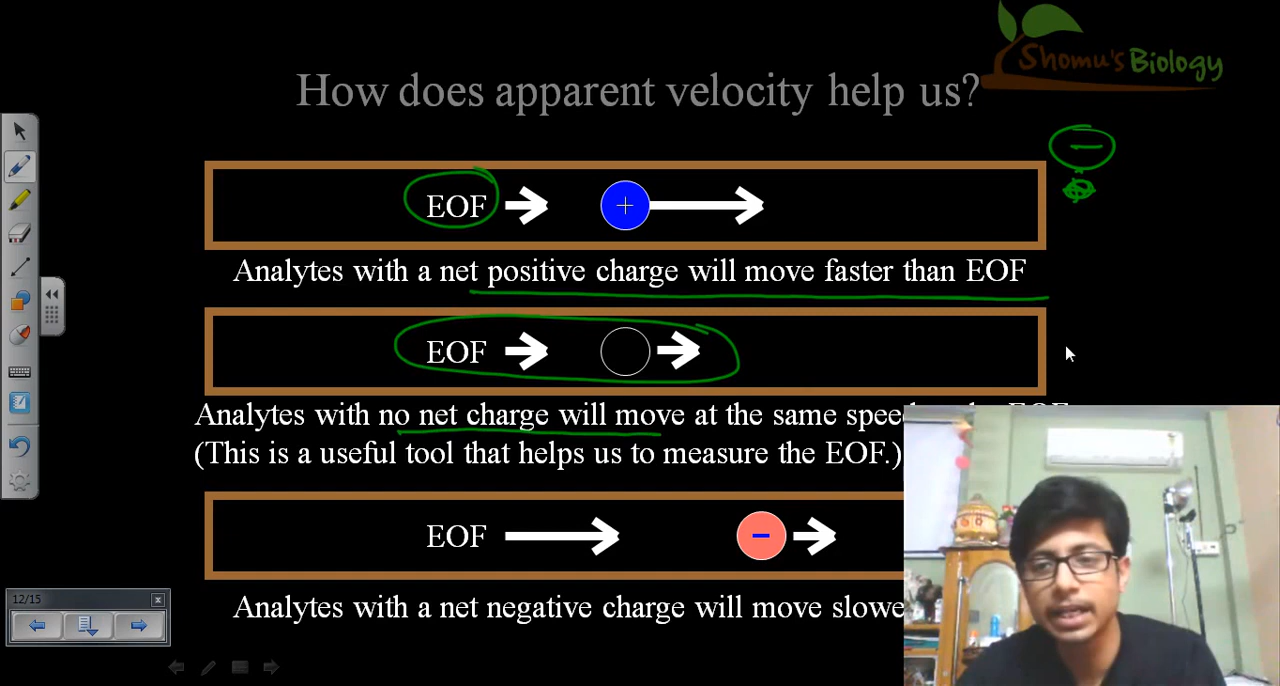 Shomu's Biology
How does apparent velocity help us?
EOF +
Analytes with a net positive charge will move faster than EOF
EOF
Analytes with no net charge will move at the same speed
(This is a useful tool that helps us to measure the EOF.)
EOF -
Analytes with a net negative charge will move
12/15